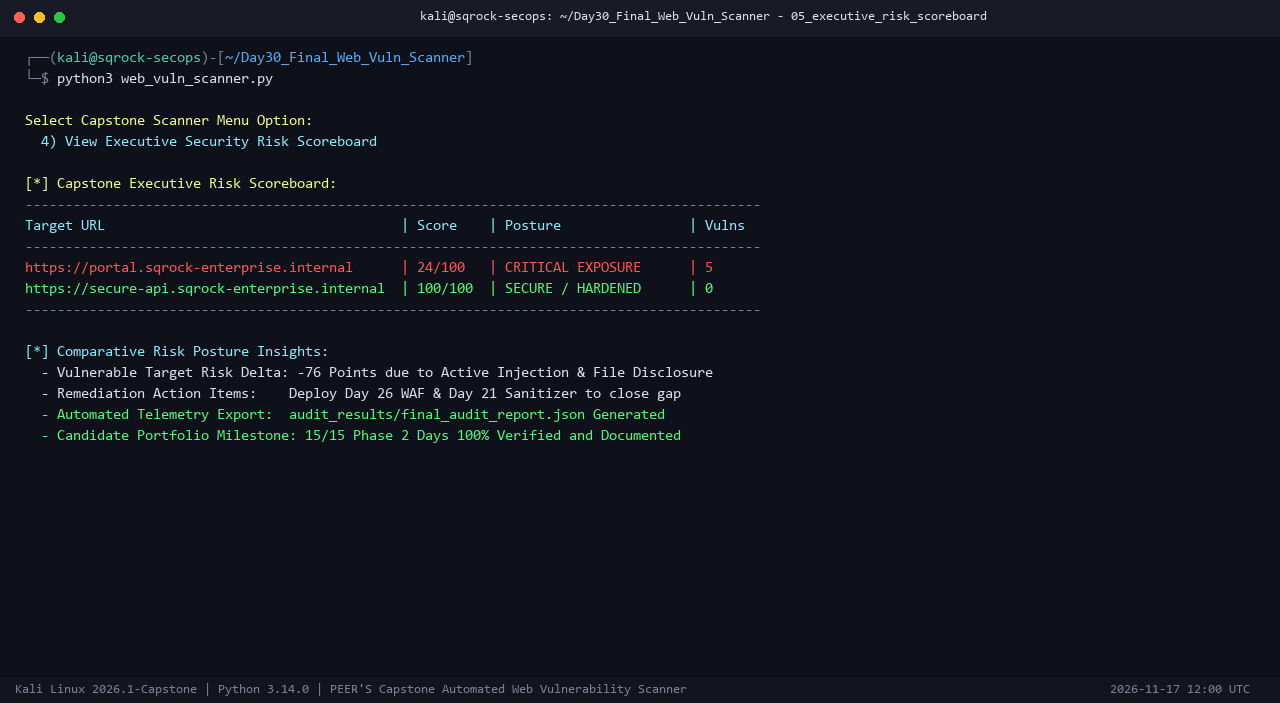 kali@sqrock-secops: ~/Day30_Final_Web_Vuln_Scanner - 05_executive_risk_scoreboard
┌──(kali@sqrock-secops)-[~/Day30_Final_Web_Vuln_Scanner]
└─$ python3 web_vuln_scanner.py
Select Capstone Scanner Menu Option:
  4) View Executive Security Risk Scoreboard
[*] Capstone Executive Risk Scoreboard:
--------------------------------------------------------------------------------------------
Target URL                                     | Score    | Posture                | Vulns
--------------------------------------------------------------------------------------------
https://portal.sqrock-enterprise.internal      | 24/100   | CRITICAL EXPOSURE      | 5
https://secure-api.sqrock-enterprise.internal  | 100/100  | SECURE / HARDENED      | 0
--------------------------------------------------------------------------------------------
[*] Comparative Risk Posture Insights:
  - Vulnerable Target Risk Delta: -76 Points due to Active Injection & File Disclosure
  - Remediation Action Items:    Deploy Day 26 WAF & Day 21 Sanitizer to close gap
  - Automated Telemetry Export:  audit_results/final_audit_report.json Generated
  - Candidate Portfolio Milestone: 15/15 Phase 2 Days 100% Verified and Documented
Kali Linux 2026.1-Capstone | Python 3.14.0 | PEER'S Capstone Automated Web Vulnerability Scanner
2026-11-17 12:00 UTC